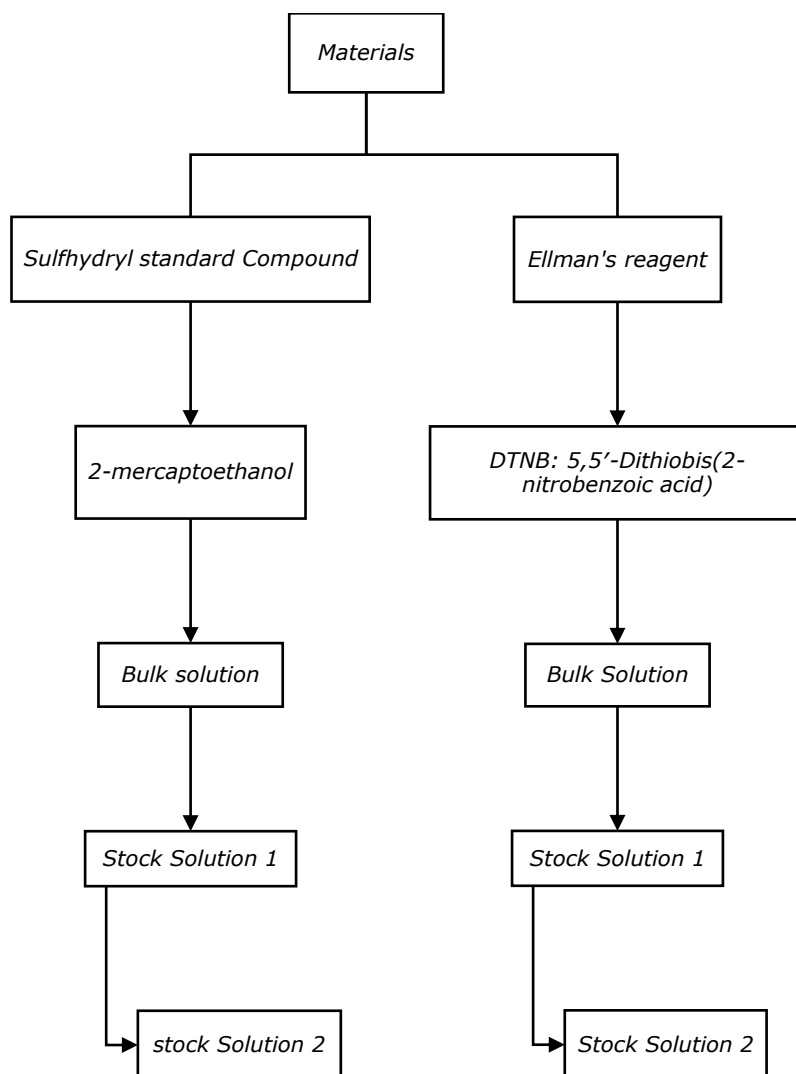 Materials
Sulfhydryl standard Compound
Ellman's reagent
2-mercaptoethanol
DTNB: 5,5′-Dithiobis(2-
nitrobenzoic acid)
Bulk solution
Bulk Solution
Stock Solution 1
Stock Solution 1
stock Solution 2
Stock Solution 2